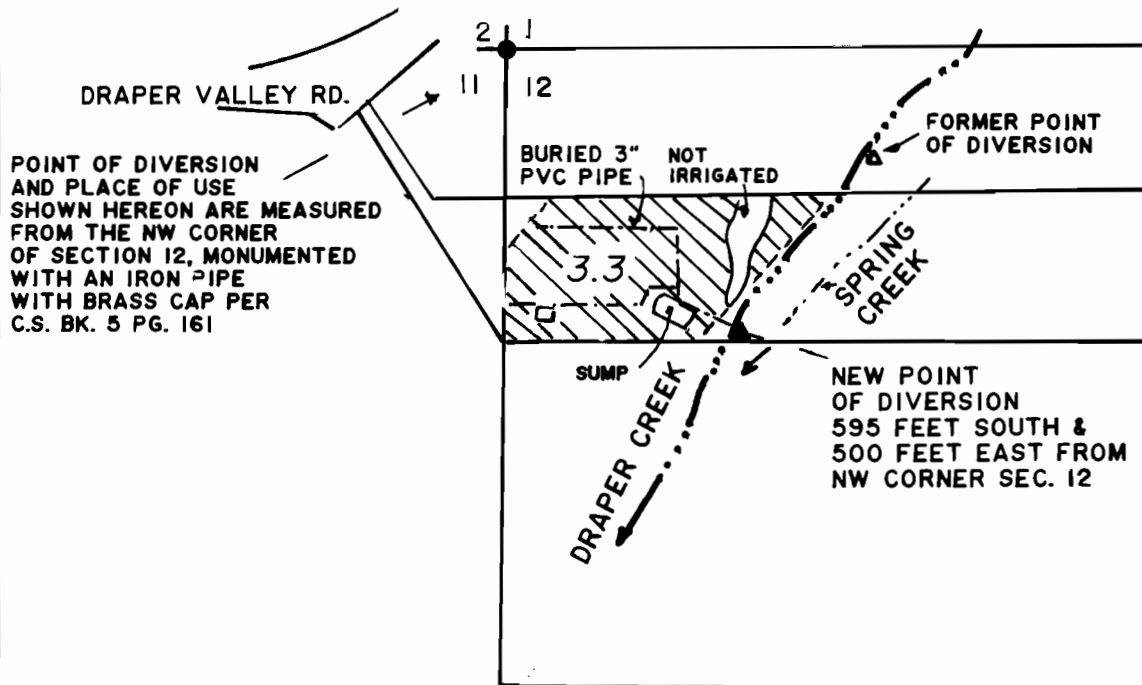 2 1
11 12
DRAPER VALLEY RD.
POINT OF DIVERSION
AND PLACE OF USE
SHOWN HEREON ARE MEASURED
FROM THE NW CORNER
OF SECTION 12, MONUMENTED
WITH AN IRON PIPE
WITH BRASS CAP PER
C.S. BK. 5 PG. 161
BURIED 3"
PVC PIPE
NOT
IRRIGATED
FORMER POINT
OF DIVERSION
3.3
SPRING
CREEK
SUMP
DRAPER CREEK
NEW POINT
OF DIVERSION
595 FEET SOUTH &
500 FEET EAST FROM
NW CORNER SEC. 12